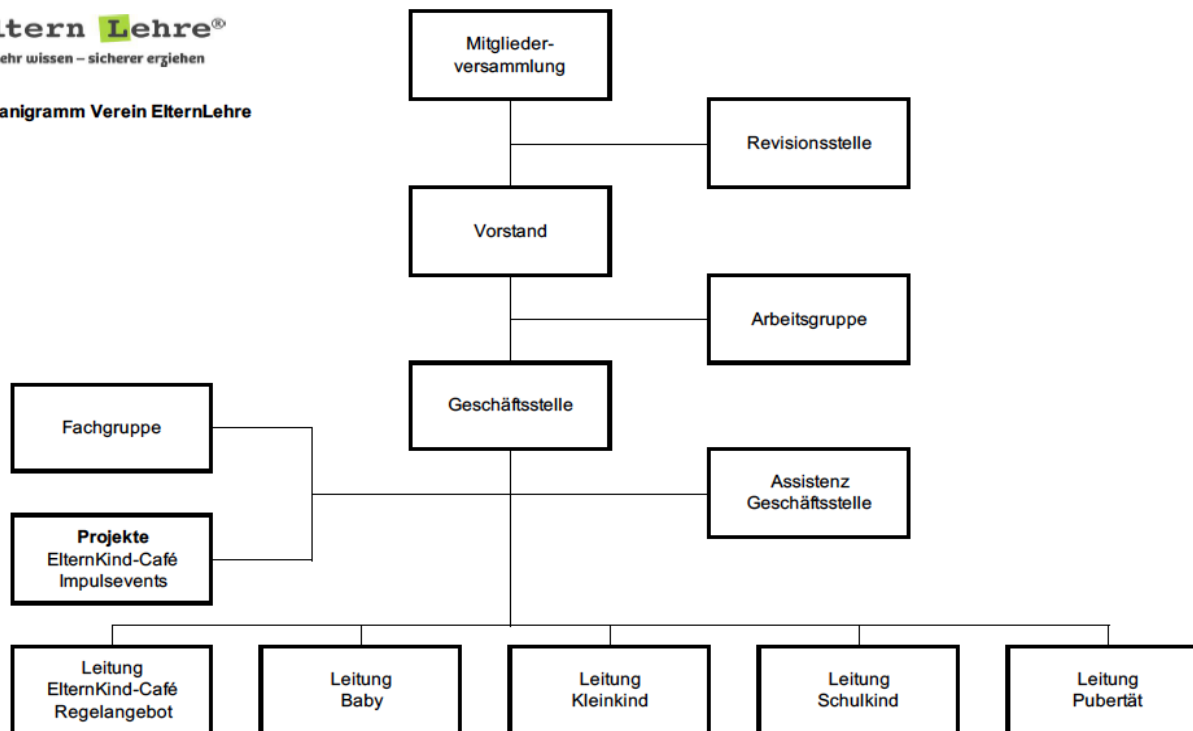 ltern Lehre®
ehr wissen – sicherer erziehen
anigramm Verein ElternLehre
Mitglieder-
versammlung
Revisionsstelle
Vorstand
Arbeitsgruppe
Geschäftsstelle
Fachgruppe
Assistenz
Geschäftsstelle
Projekte
ElternKind-Café
Impulsevents
Leitung
ElternKind-Café
Regelangebot
Leitung
Baby
Leitung
Kleinkind
Leitung
Schulkind
Leitung
Pubertät